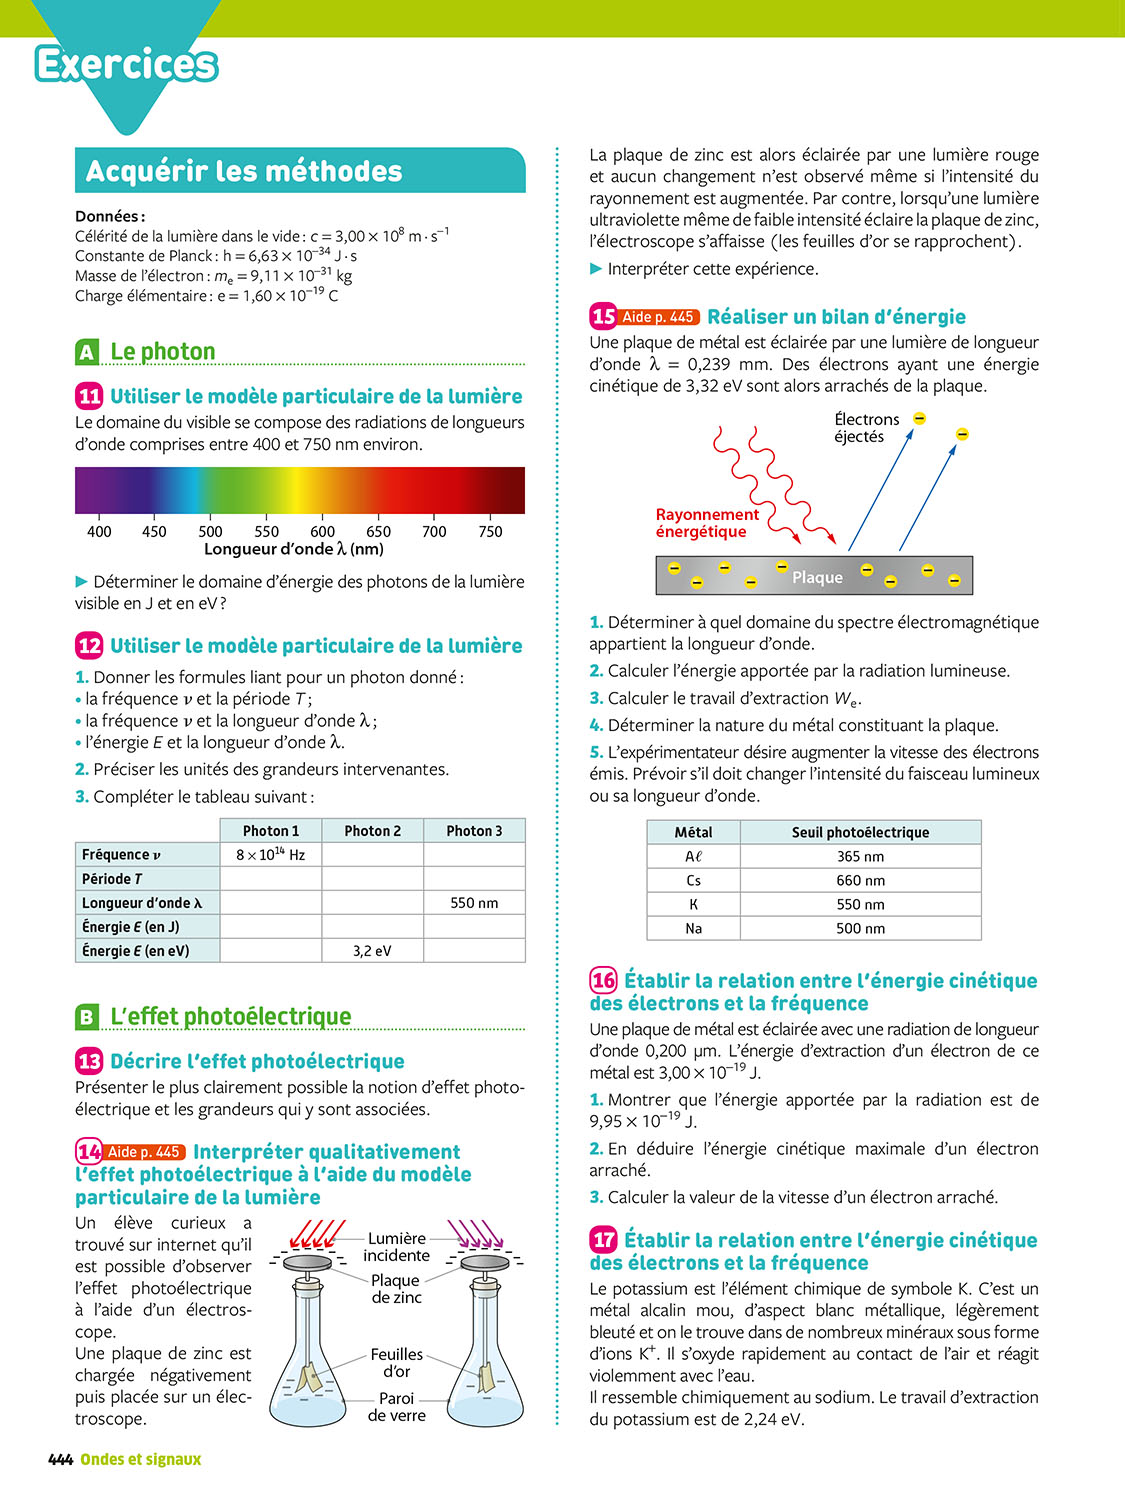 Exercices
Acquérir les méthodes
Données :
Célérité de la lumière dans le vide : c = 3,00 × 10⁸ m · s⁻¹
Constante de Planck : h = 6,63 × 10⁻³⁴ J · s
Masse de l’électron : mₑ = 9,11 × 10⁻³¹ kg
Charge élémentaire : e = 1,60 × 10⁻¹⁹ C
A Le photon
11 Utiliser le modèle particulaire de la lumière
Le domaine du visible se compose des radiations de longueurs
d’onde comprises entre 400 et 750 nm environ.
400 450 500 550 600 650 700 750
Longueur d’onde λ (nm)
► Déterminer le domaine d’énergie des photons de la lumière
visible en J et en eV ?
12 Utiliser le modèle particulaire de la lumière
1. Donner les formules liant pour un photon donné :
• la fréquence ν et la période T ;
• la fréquence ν et la longueur d’onde λ ;
• l’énergie E et la longueur d’onde λ.
2. Préciser les unités des grandeurs intervenantes.
3. Compléter le tableau suivant :
Photon 1 Photon 2 Photon 3
Fréquence ν 8 × 10¹⁴ Hz
Période T
Longueur d’onde λ 550 nm
Énergie E (en J)
Énergie E (en eV) 3,2 eV
B L’effet photoélectrique
13 Décrire l’effet photoélectrique
Présenter le plus clairement possible la notion d’effet photo-
électrique et les grandeurs qui y sont associées.
14 Aide p. 445 Interpréter qualitativement
l’effet photoélectrique à l’aide du modèle
particulaire de la lumière
Un élève curieux a
trouvé sur internet qu’il
est possible d’observer
l’effet photoélectrique
à l’aide d’un électros-
cope.
Une plaque de zinc est
chargée négativement
puis placée sur un élec-
troscope.
Lumière
incidente
Plaque
de zinc
Feuilles
d’or
Paroi
de verre
La plaque de zinc est alors éclairée par une lumière rouge
et aucun changement n’est observé même si l’intensité du
rayonnement est augmentée. Par contre, lorsqu’une lumière
ultraviolette même de faible intensité éclaire la plaque de zinc,
l’électroscope s’affaisse (les feuilles d’or se rapprochent).
► Interpréter cette expérience.
15 Aide p. 445 Réaliser un bilan d’énergie
Une plaque de métal est éclairée par une lumière de longueur
d’onde λ = 0,239 mm. Des électrons ayant une énergie
cinétique de 3,32 eV sont alors arrachés de la plaque.
Électrons
éjectés
Rayonnement
énergétique
Plaque
1. Déterminer à quel domaine du spectre électromagnétique
appartient la longueur d’onde.
2. Calculer l’énergie apportée par la radiation lumineuse.
3. Calculer le travail d’extraction Wₑ.
4. Déterminer la nature du métal constituant la plaque.
5. L’expérimentateur désire augmenter la vitesse des électrons
émis. Prévoir s’il doit changer l’intensité du faisceau lumineux
ou sa longueur d’onde.
Métal Seuil photoélectrique
Aℓ 365 nm
Cs 660 nm
K 550 nm
Na 500 nm
16 Établir la relation entre l’énergie cinétique
des électrons et la fréquence
Une plaque de métal est éclairée avec une radiation de longueur
d’onde 0,200 µm. L’énergie d’extraction d’un électron de ce
métal est 3,00 × 10⁻¹⁹ J.
1. Montrer que l’énergie apportée par la radiation est de
9,95 × 10⁻¹⁹ J.
2. En déduire l’énergie cinétique maximale d’un électron
arraché.
3. Calculer la valeur de la vitesse d’un électron arraché.
17 Établir la relation entre l’énergie cinétique
des électrons et la fréquence
Le potassium est l’élément chimique de symbole K. C’est un
métal alcalin mou, d’aspect blanc métallique, légèrement
bleuté et on le trouve dans de nombreux minéraux sous forme
d’ions K⁺. Il s’oxyde rapidement au contact de l’air et réagit
violemment avec l’eau.
Il ressemble chimiquement au sodium. Le travail d’extraction
du potassium est de 2,24 eV.
444 Ondes et signaux